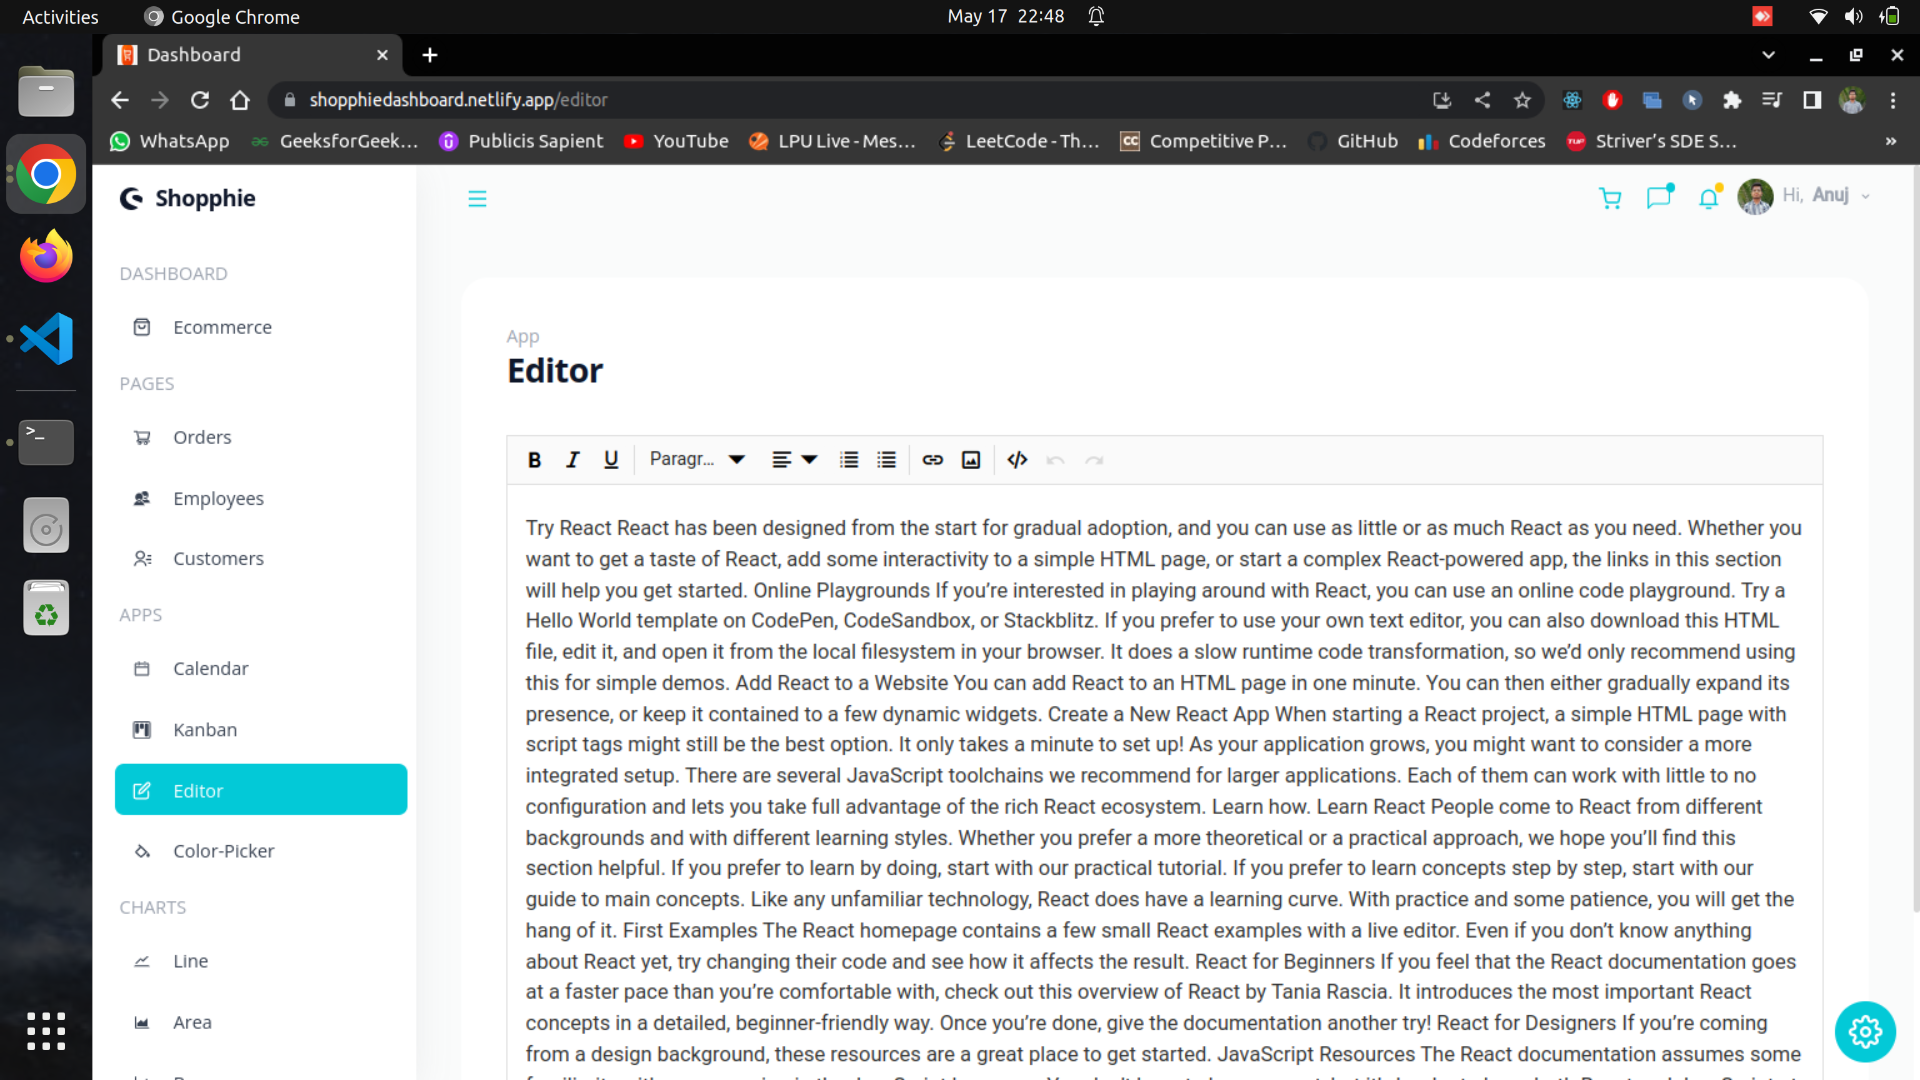 Activities
Google Chrome
May 17 22:48
Dashboard
shopphiedashboard.netlify.app/editor
WhatsApp
GeeksforGeek...
Publicis Sapient
YouTube
LPU Live - Mes...
LeetCode - Th...
Competitive P...
GitHub
Codeforces
Striver's SDE S...
Shopphie
Hi, Anuj
DASHBOARD
Ecommerce
PAGES
Orders
Employees
Customers
APPS
Calendar
Kanban
Editor
Color-Picker
CHARTS
Line
Area
App
Editor
B I U Paragr...
Try React React has been designed from the start for gradual adoption, and you can use as little or as much React as you need. Whether you
want to get a taste of React, add some interactivity to a simple HTML page, or start a complex React-powered app, the links in this section
will help you get started. Online Playgrounds If you’re interested in playing around with React, you can use an online code playground. Try a
Hello World template on CodePen, CodeSandbox, or Stackblitz. If you prefer to use your own text editor, you can also download this HTML
file, edit it, and open it from the local filesystem in your browser. It does a slow runtime code transformation, so we’d only recommend using
this for simple demos. Add React to a Website You can add React to an HTML page in one minute. You can then either gradually expand its
presence, or keep it contained to a few dynamic widgets. Create a New React App When starting a React project, a simple HTML page with
script tags might still be the best option. It only takes a minute to set up! As your application grows, you might want to consider a more
integrated setup. There are several JavaScript toolchains we recommend for larger applications. Each of them can work with little to no
configuration and lets you take full advantage of the rich React ecosystem. Learn how. Learn React People come to React from different
backgrounds and with different learning styles. Whether you prefer a more theoretical or a practical approach, we hope you’ll find this
section helpful. If you prefer to learn by doing, start with our practical tutorial. If you prefer to learn concepts step by step, start with our
guide to main concepts. Like any unfamiliar technology, React does have a learning curve. With practice and some patience, you will get the
hang of it. First Examples The React homepage contains a few small React examples with a live editor. Even if you don’t know anything
about React yet, try changing their code and see how it affects the result. React for Beginners If you feel that the React documentation goes
at a faster pace than you’re comfortable with, check out this overview of React by Tania Rascia. It introduces the most important React
concepts in a detailed, beginner-friendly way. Once you’re done, give the documentation another try! React for Designers If you’re coming
from a design background, these resources are a great place to get started. JavaScript Resources The React documentation assumes some